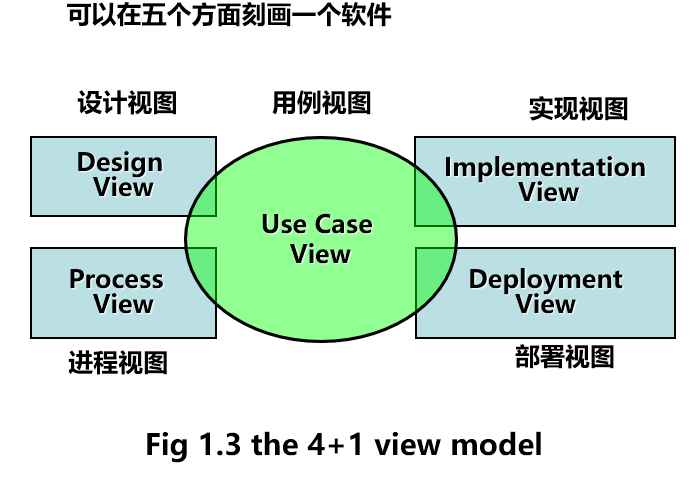 可以在五个方面刻画一个软件
设计视图
用例视图
实现视图
Design
View
Use Case
View
Implementation
View
Process
View
Deployment
View
进程视图
部署视图
Fig 1.3 the 4+1 view model